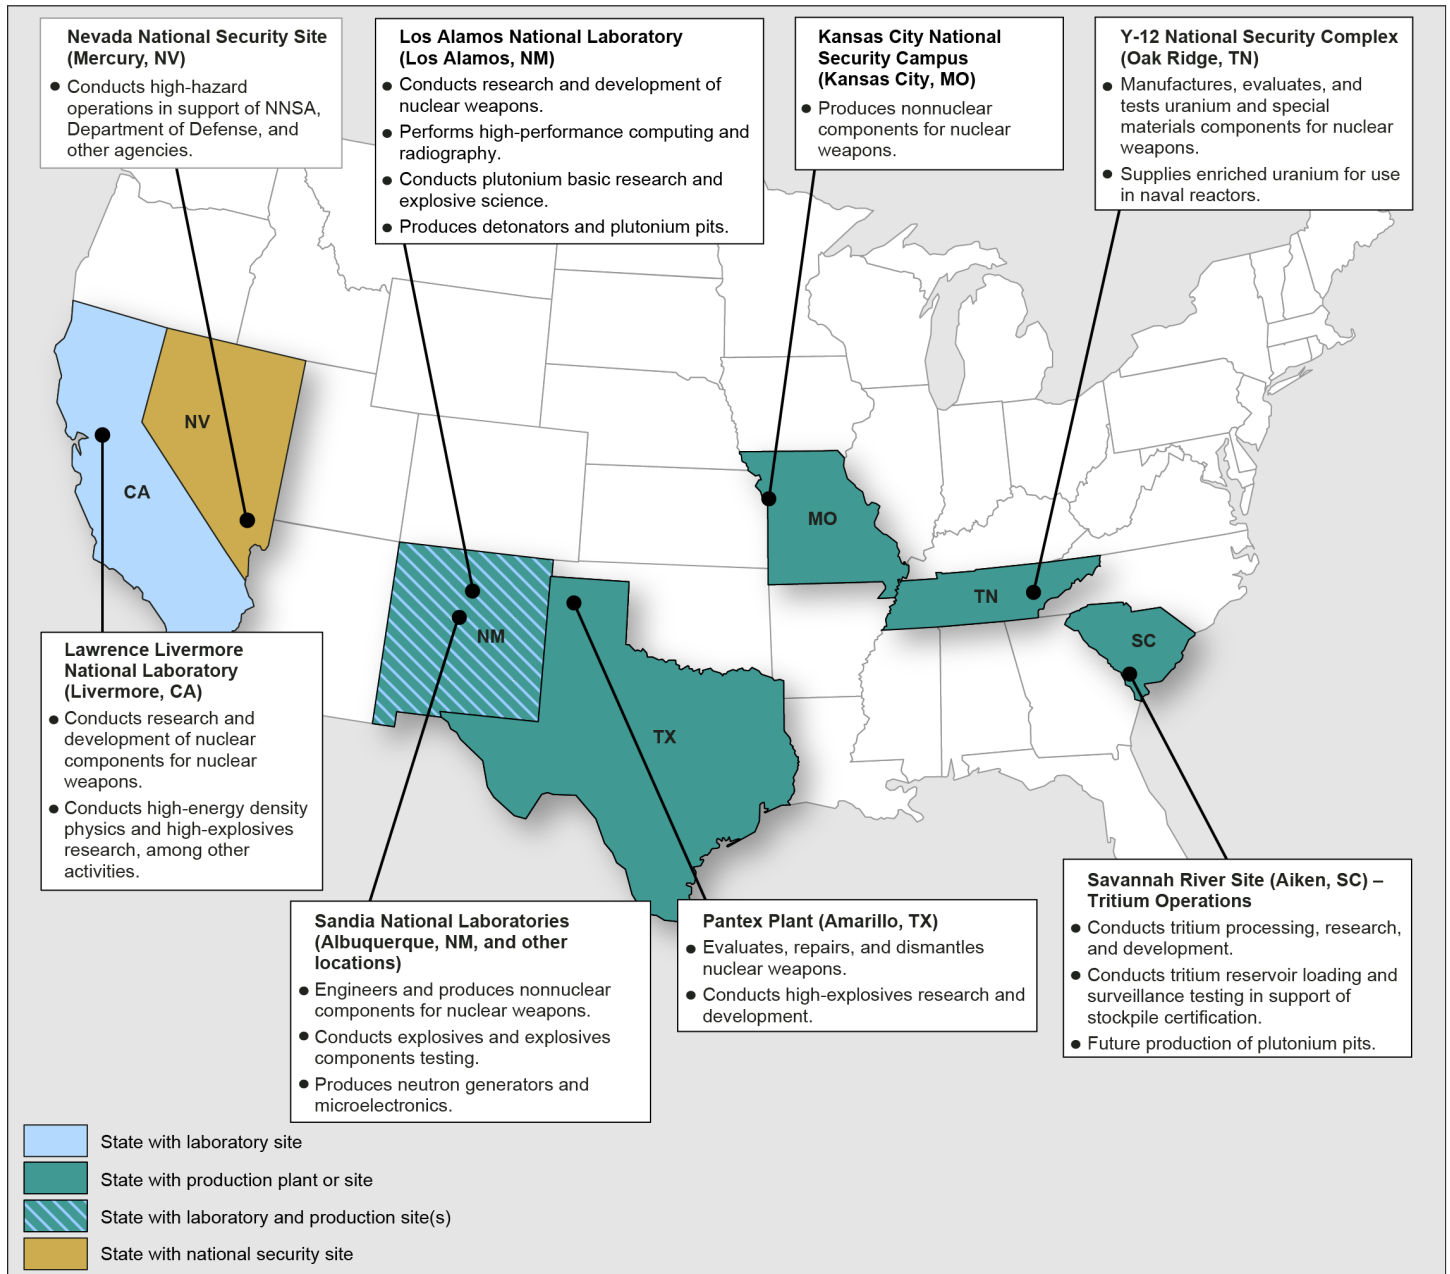 Nevada National Security Site
(Mercury, NV)
● Conducts high-hazard
operations in support of NNSA,
Department of Defense, and
other agencies.
Los Alamos National Laboratory
(Los Alamos, NM)
● Conducts research and development of
nuclear weapons.
● Performs high-performance computing and
radiography.
● Conducts plutonium basic research and
explosive science.
● Produces detonators and plutonium pits.
Kansas City National
Security Campus
(Kansas City, MO)
● Produces nonnuclear
components for nuclear
weapons.
Y-12 National Security Complex
(Oak Ridge, TN)
● Manufactures, evaluates, and
tests uranium and special
materials components for nuclear
weapons.
● Supplies enriched uranium for use
in naval reactors.
NV
CA
MO
TN
NM
SC
TX
Lawrence Livermore
National Laboratory
(Livermore, CA)
● Conducts research and
development of nuclear
components for nuclear
weapons.
● Conducts high-energy density
physics and high-explosives
research, among other
activities.
Sandia National Laboratories
(Albuquerque, NM, and other
locations)
● Engineers and produces nonnuclear
components for nuclear weapons.
● Conducts explosives and explosives
components testing.
● Produces neutron generators and
microelectronics.
Pantex Plant (Amarillo, TX)
● Evaluates, repairs, and dismantles
nuclear weapons.
● Conducts high-explosives research and
development.
Savannah River Site (Aiken, SC) –
Tritium Operations
● Conducts tritium processing, research,
and development.
● Conducts tritium reservoir loading and
surveillance testing in support of
stockpile certification.
● Future production of plutonium pits.
State with laboratory site
State with production plant or site
State with laboratory and production site(s)
State with national security site